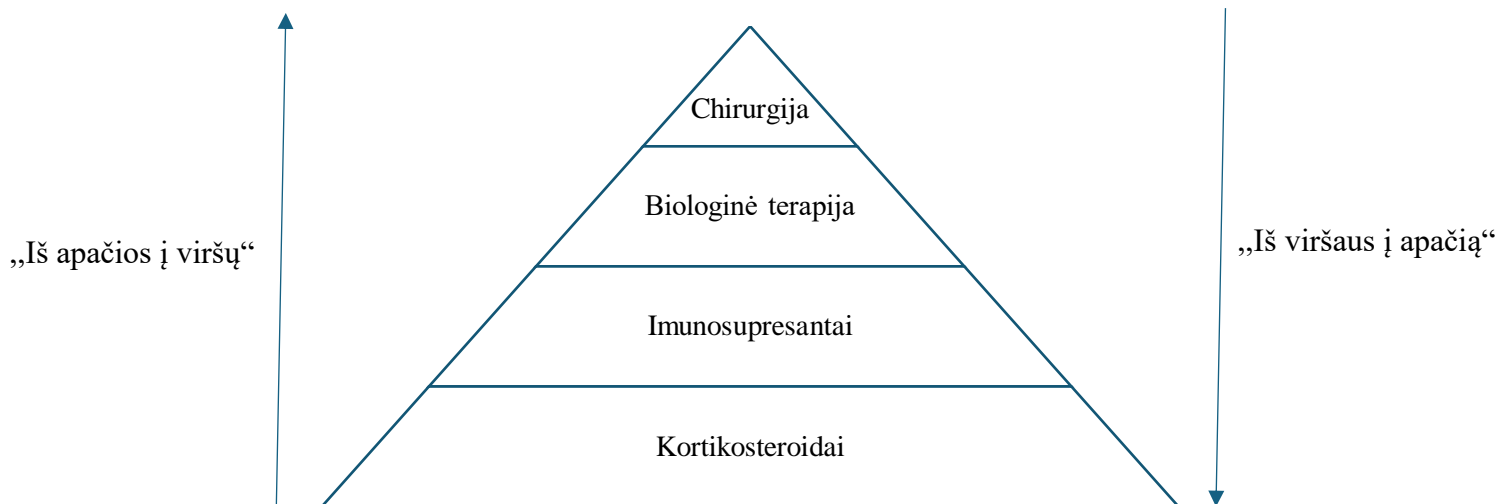 Chirurgija
Biologinė terapija
„Iš apačios į viršų“
„Iš viršaus į apačią“
Imunosupresantai
Kortikosteroidai